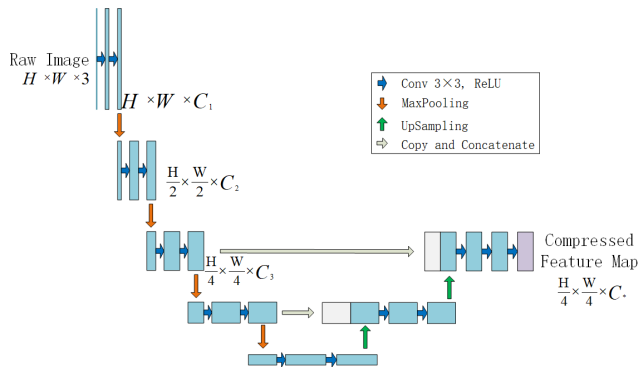 Raw Image
H × W × 3
H × W × C₁
H/2 × W/2 × C₂
H/4 × W/4 × C₃
Conv 3×3, ReLU
MaxPooling
UpSampling
Copy and Concatenate
Compressed
Feature Map
H/4 × W/4 × C*